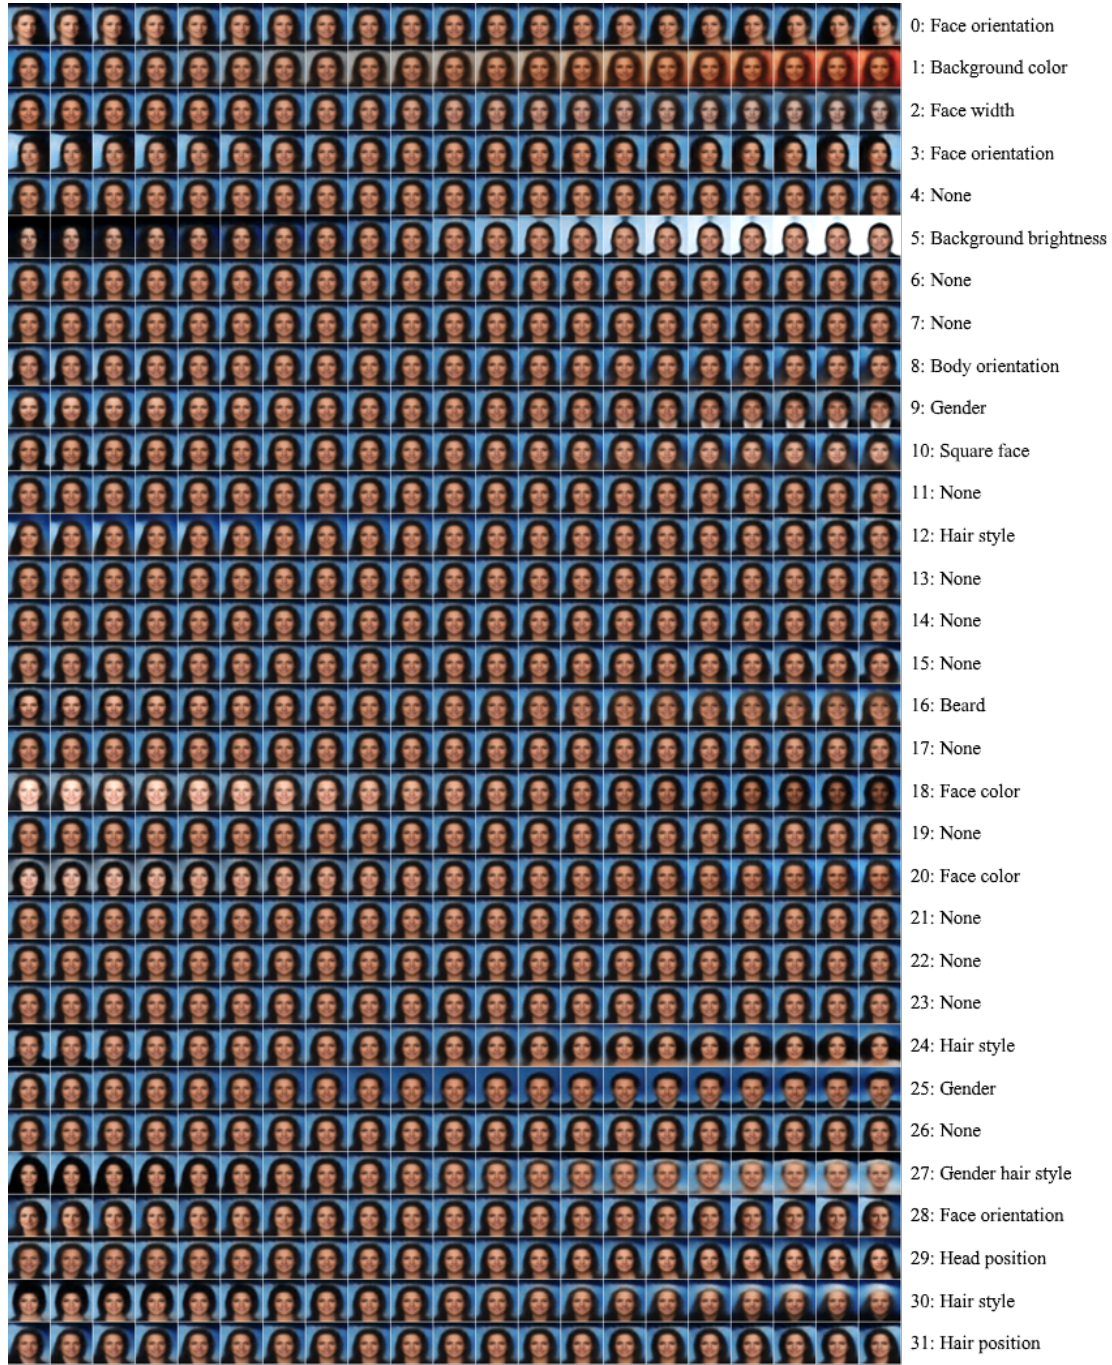 0: Face orientation
1: Background color
2: Face width
3: Face orientation
4: None
5: Background brightness
6: None
7: None
8: Body orientation
9: Gender
10: Square face
11: None
12: Hair style
13: None
14: None
15: None
16: Beard
17: None
18: Face color
19: None
20: Face color
21: None
22: None
23: None
24: Hair style
25: Gender
26: None
27: Gender hair style
28: Face orientation
29: Head position
30: Hair style
31: Hair position